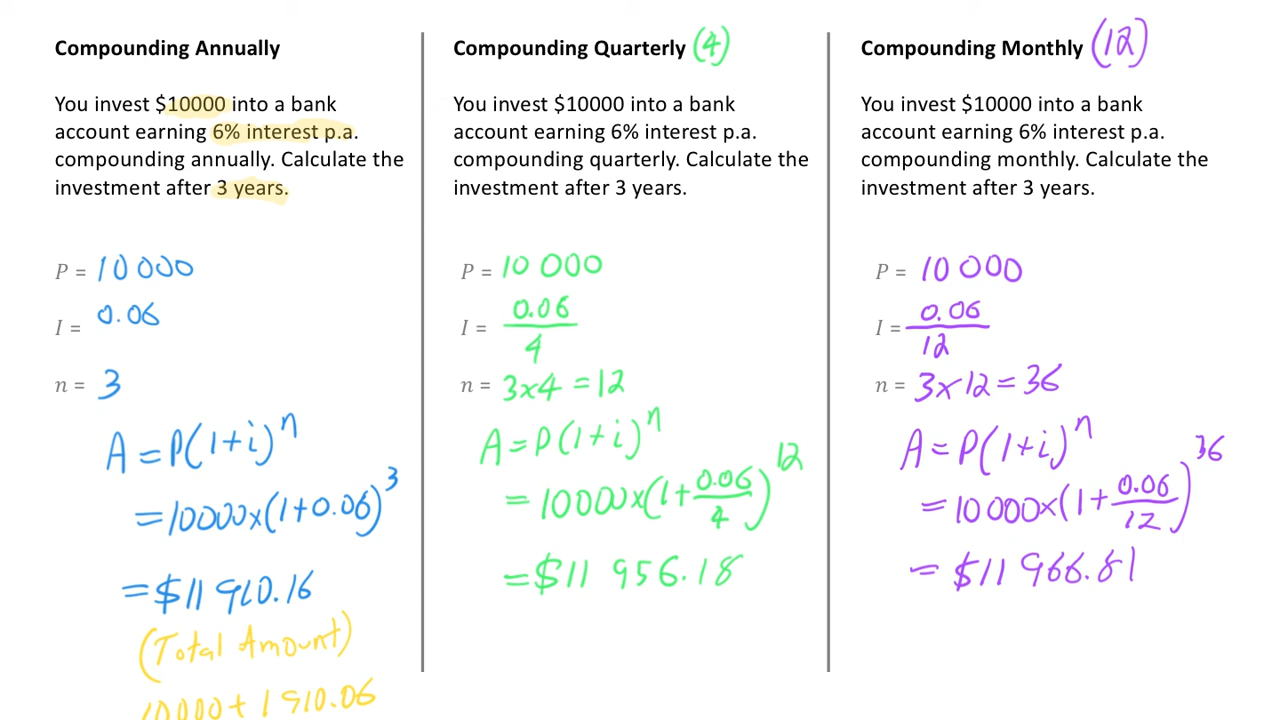 Compounding Annually
You invest $10000 into a bank
account earning 6% interest p.a.
compounding annually. Calculate the
investment after 3 years.
P = 10 000
I = 0.06
n = 3
A = P(1+i)^n
= 10000×(1+0.06)^3
= $11 910.16
(Total Amount)
10000 + 1910.06
Compounding Quarterly (4)
You invest $10000 into a bank
account earning 6% interest p.a.
compounding quarterly. Calculate the
investment after 3 years.
P = 10 000
I = 0.06/4
n = 3×4 = 12
A = P(1+i)^n
= 10000×(1+0.06/4)^12
= $11 956.18
Compounding Monthly (12)
You invest $10000 into a bank
account earning 6% interest p.a.
compounding monthly. Calculate the
investment after 3 years.
P = 10 000
I = 0.06/12
n = 3×12 = 36
A = P(1+i)^n
= 10 000×(1+0.06/12)^36
= $11 966.81